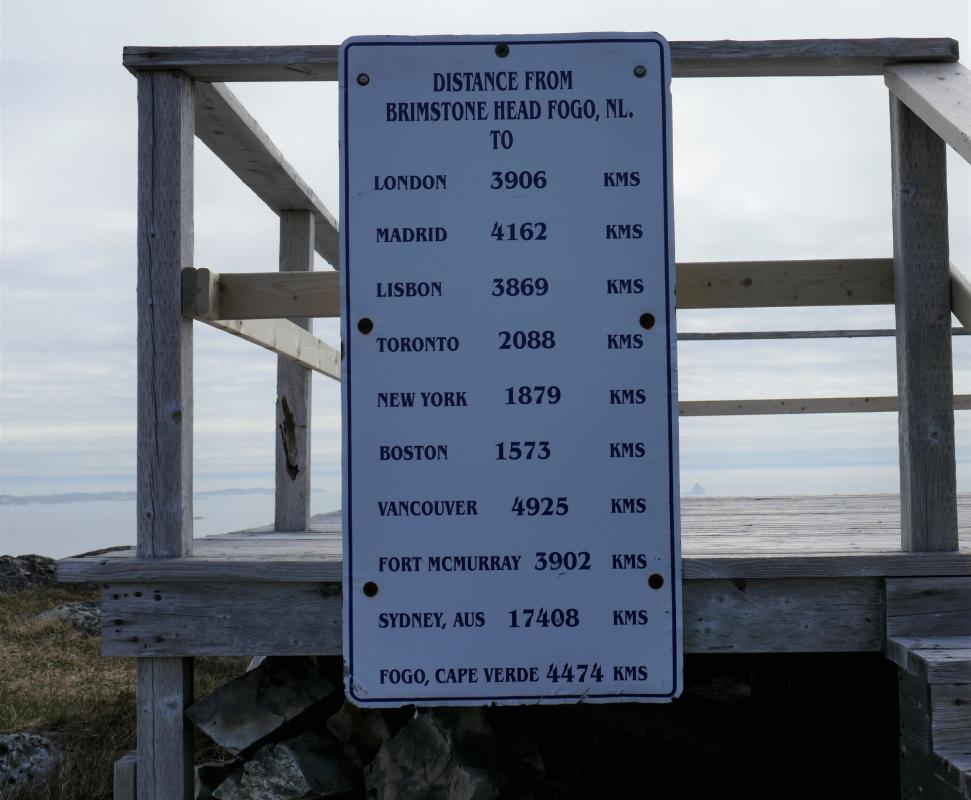 DISTANCE FROM
BRIMSTONE HEAD FOGO, NL.
TO
LONDON 3906 KMS
MADRID 4162 KMS
LISBON 3869 KMS
TORONTO 2088 KMS
NEW YORK 1879 KMS
BOSTON 1573 KMS
VANCOUVER 4925 KMS
FORT MCMURRAY 3902 KMS
SYDNEY, AUS 17408 KMS
FOGO, CAPE VERDE 4474 KMS